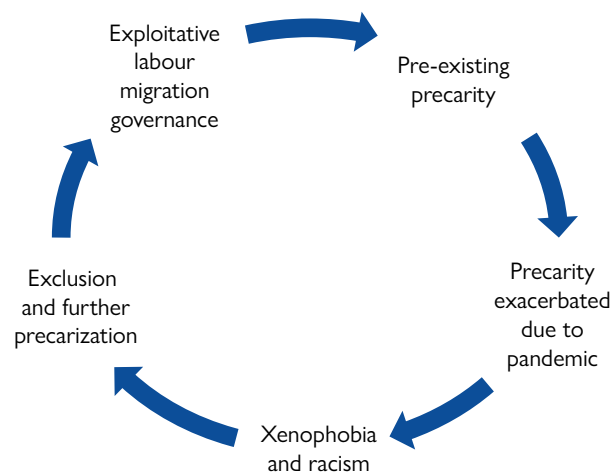 Exploitative
labour
migration
governance
Pre-existing
precarity
Precarity
exacerbated
due to
pandemic
Xenophobia
and racism
Exclusion
and further
precarization